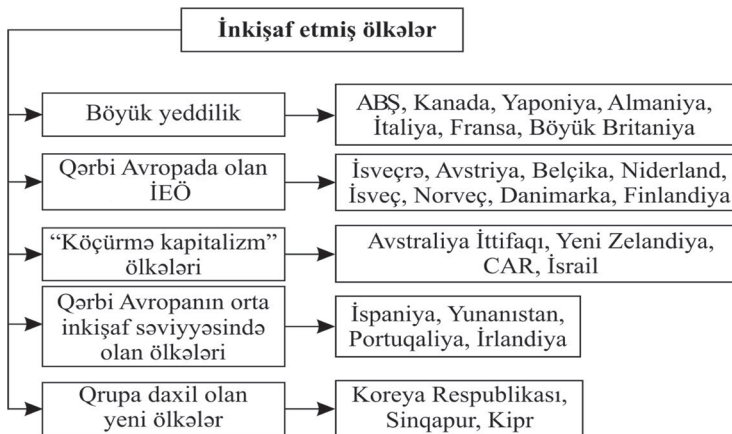 İnkişaf etmiş ölkələr
Böyük yeddilik
ABŞ, Kanada, Yaponiya, Almaniya,
İtaliya, Fransa, Böyük Britaniya
Qərbi Avropada olan
İEÖ
İsveçrə, Avstriya, Belçika, Niderland,
İsveç, Norveç, Danimarka, Finlandiya
“Köçürmə kapitalizm”
ölkələri
Avstraliya İttifaqı, Yeni Zelandiya,
CAR, İsrail
Qərbi Avropanın orta
inkişaf səviyyəsində
olan ölkələri
İspaniya, Yunanıstan,
Portuqaliya, İrlandiya
Qrupa daxil olan
yeni ölkələr
Koreya Respublikası,
Sinqapur, Kipr